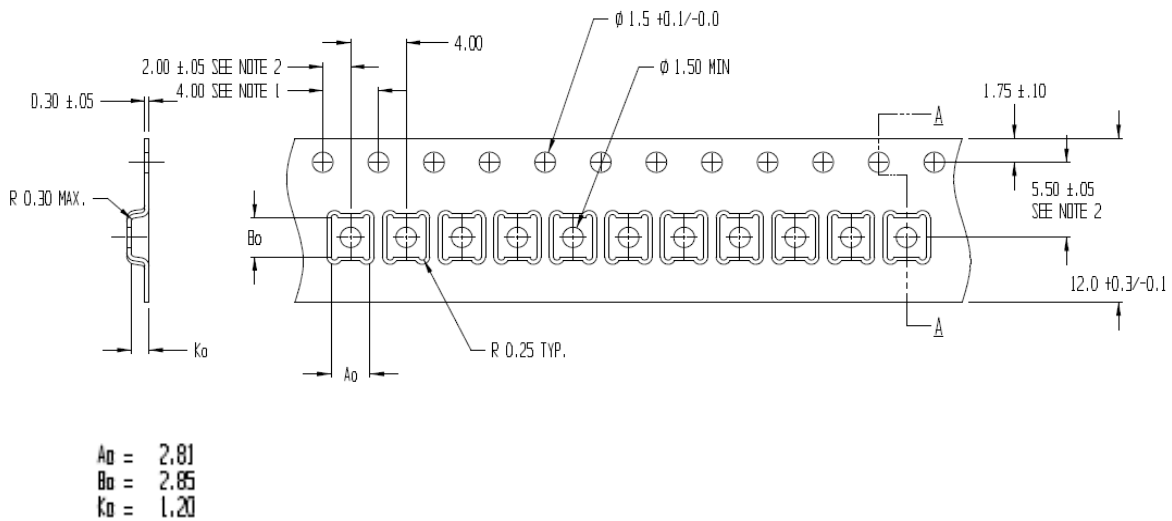 ϕ 1.5 +0.1/-0.0
4.00
2.00 ±.05 SEE NOTE 2
ϕ 1.50 MIN
4.00 SEE NOTE 1
1.75 ±.10
0.30 ±.05
A
R 0.30 MAX.
5.50 ±.05
SEE NOTE 2
Bo
12.0 +0.3/-0.1
A
Ko
R 0.25 TYP.
Ao
Ao = 2.81
Bo = 2.85
Ko = 1.20